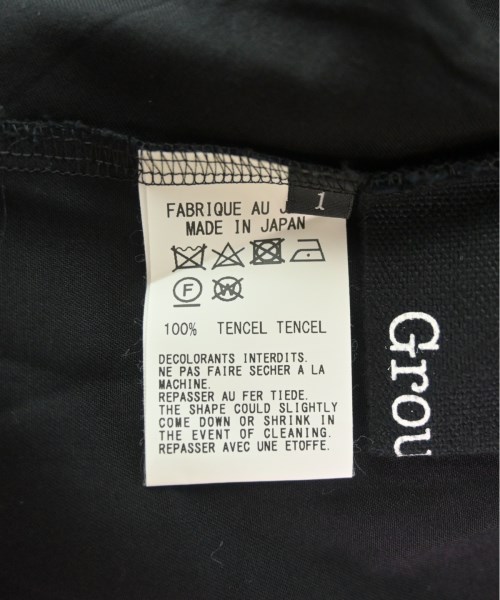 FABRIQUE AU J
1
MADE IN JAPAN
F
W
100% TENCEL TENCEL
DECOLORANTS INTERDITS.
NE PAS FAIRE SECHER A LA
MACHINE.
REPASSER AU FER TIEDE.
THE SHAPE COULD SLIGHTLY
COME DOWN OR SHRINK IN
THE EVENT OF CLEANING.
REPASSER AVEC UNE ETOFFE.
Grou